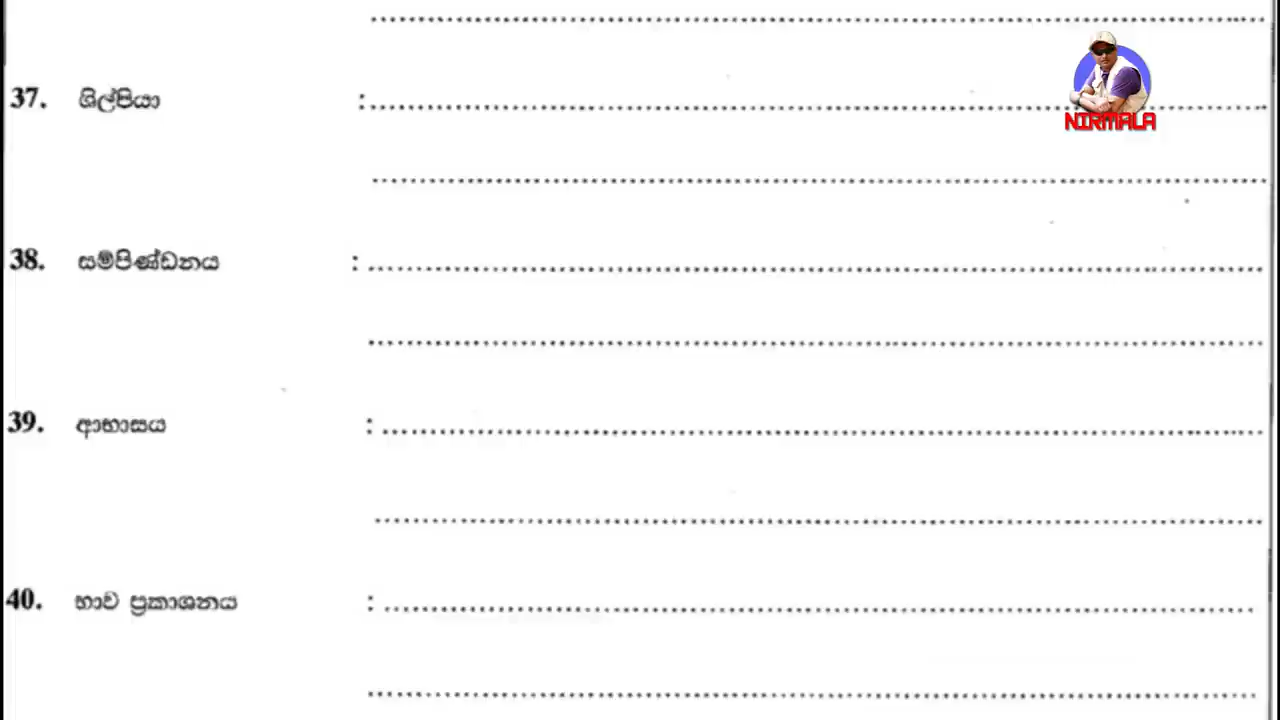 37. ශිල්පියා :
NIRMALA
38. සම්පිණ්ඩනය :
39. ආභාසය :
40. භාව ප්‍රකාශනය :